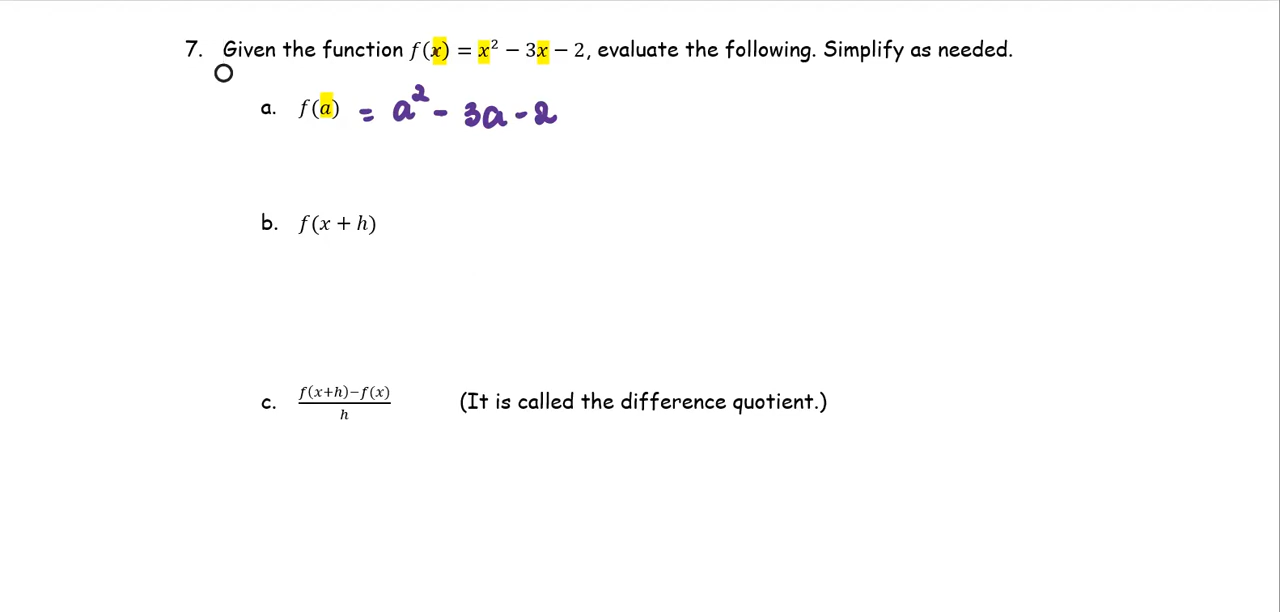 7. Given the function f(x) = x² − 3x − 2, evaluate the following. Simplify as needed.
a. f(a) = a² - 3a - 2
b. f(x + h)
c. f(x+h)−f(x)
h
(It is called the difference quotient.)